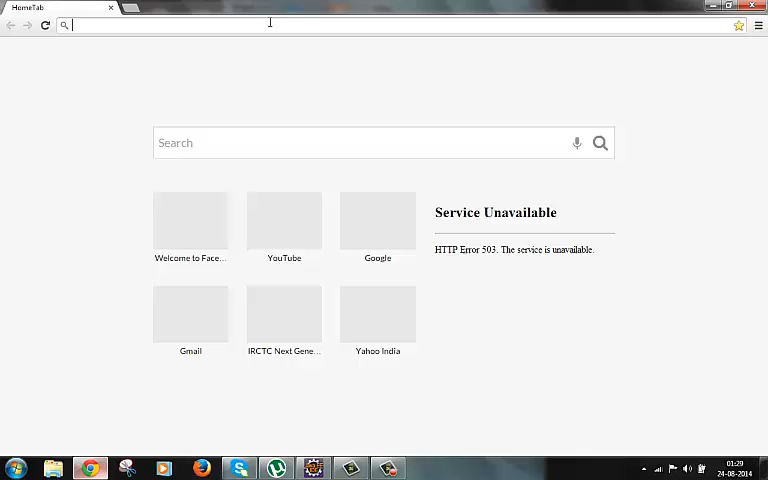 HomeTab
Search
Service Unavailable
HTTP Error 503. The service is unavailable.
Welcome to Face...
YouTube
Google
Gmail
IRCTC Next Gene...
Yahoo India
01:29
24-08-2014